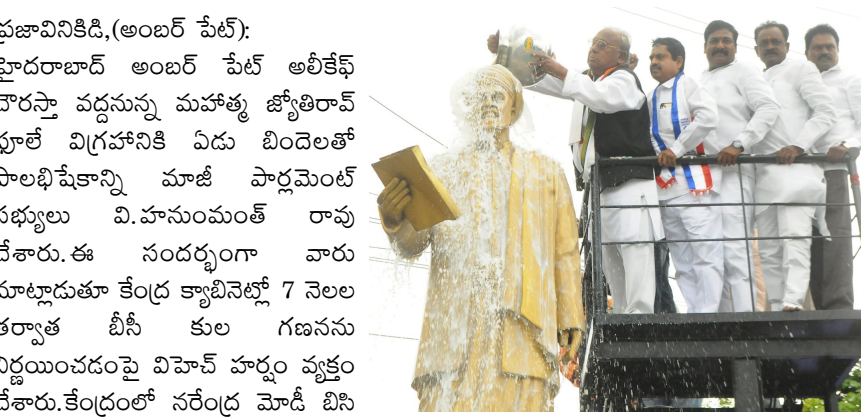 ప్రజావినికిడి,(అంబర్ పేట్):
హైదరాబాద్ అంబర్ పేట్ అలీకేఫ్
చౌరస్తా వద్దనున్న మహాత్మ జ్యోతిరావ్
పూలే విగ్రహానికి ఏడు బిందెలతో
పాలభిషేకాన్ని మాజీ పార్లమెంట్
సభ్యులు వి.హనుంమంత్ రావు
చేశారు.ఈ సందర్భంగా వారు
మాట్లాడుతూ కేంద్ర క్యాబినెట్లో 7 నెలల
తర్వాత బీసీ కుల గణనను
నిర్ణయించడంపై విహెచ్ హర్షం వ్యక్తం
చేశారు.కేంద్రంలో నరేంద్ర మోడీ బిసి